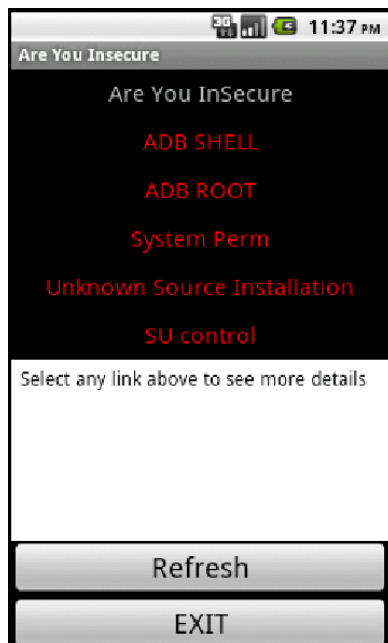 3G 11:37 PM
Are You Insecure
Are You InSecure
ADB SHELL
ADB ROOT
System Perm
Unknown Source Installation
SU control
Select any link above to see more details
Refresh
EXIT